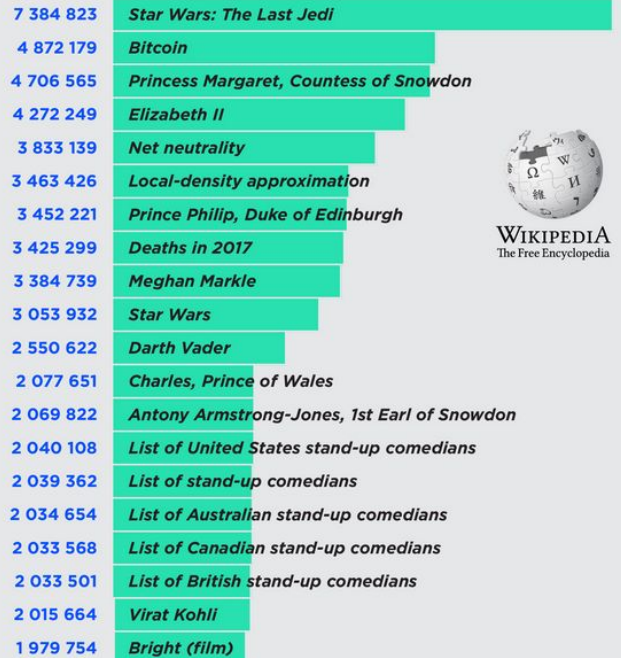 7 384 823 Star Wars: The Last Jedi
4 872 179 Bitcoin
4 706 565 Princess Margaret, Countess of Snowdon
4 272 249 Elizabeth II
3 833 139 Net neutrality
3 463 426 Local-density approximation
3 452 221 Prince Philip, Duke of Edinburgh
3 425 299 Deaths in 2017
3 384 739 Meghan Markle
3 053 932 Star Wars
2 550 622 Darth Vader
2 077 651 Charles, Prince of Wales
2 069 822 Antony Armstrong-Jones, 1st Earl of Snowdon
2 040 108 List of United States stand-up comedians
2 039 362 List of stand-up comedians
2 034 654 List of Australian stand-up comedians
2 033 568 List of Canadian stand-up comedians
2 033 501 List of British stand-up comedians
2 015 664 Virat Kohli
1 979 754 Bright (film)
Ω W
維 И 7
WIKIPEDIA
The Free Encyclopedia